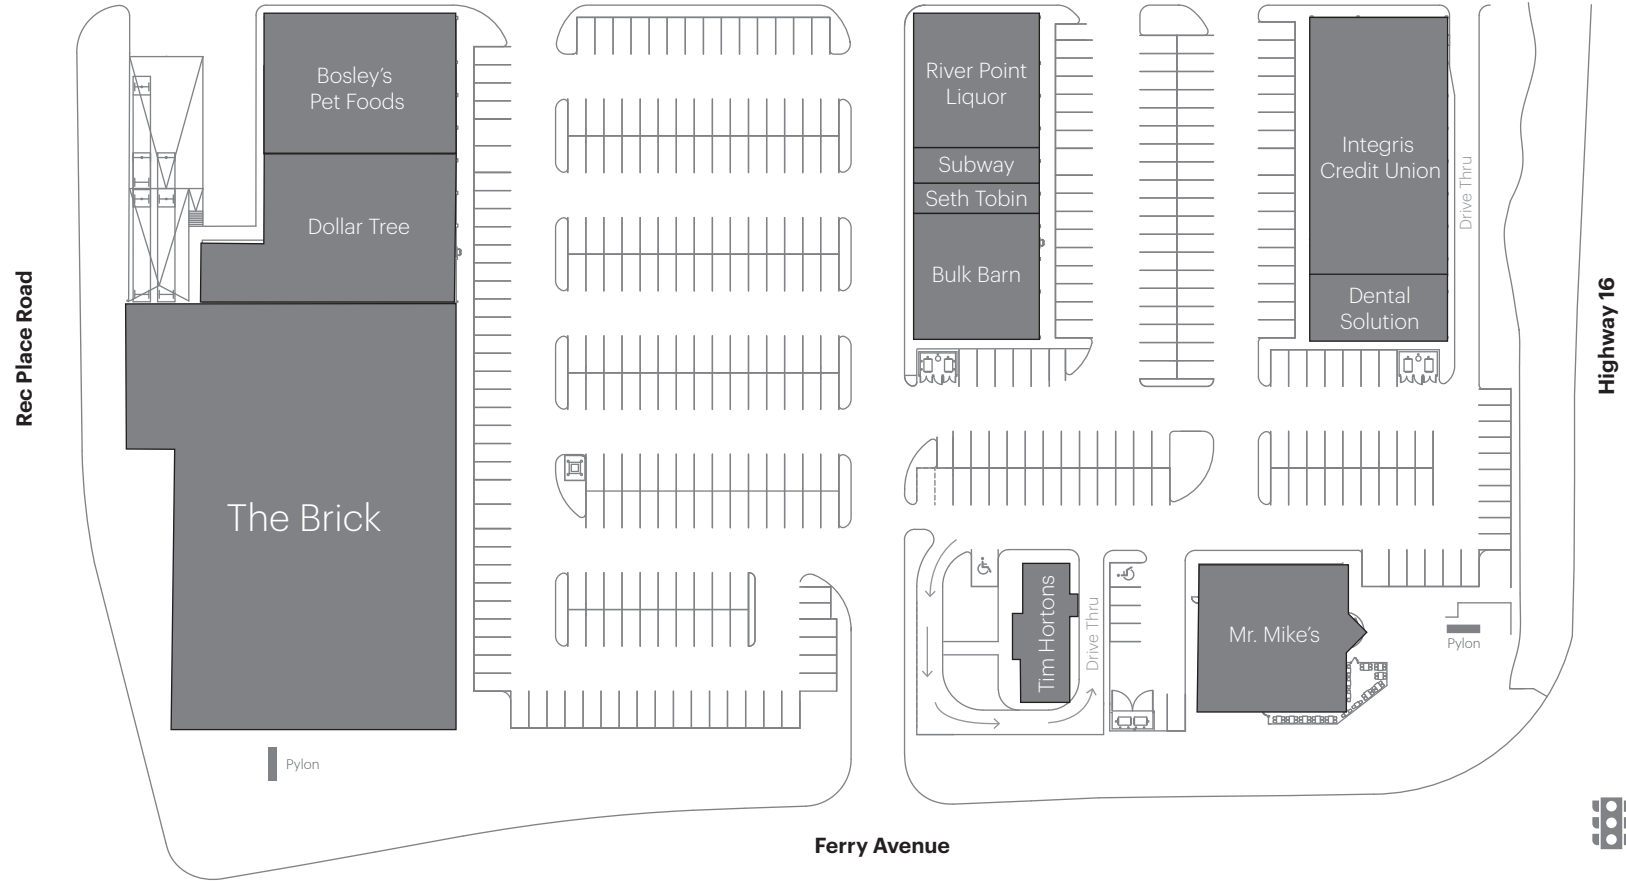 Bosley's
Pet Foods
Dollar Tree
The Brick
Rec Place Road
Pylon
River Point
Liquor
Subway
Seth Tobin
Bulk Barn
Integris
Credit Union
Drive Thru
Dental
Solution
Highway 16
Tim Hortons
Drive Thru
Mr. Mike's
Pylon
Ferry Avenue